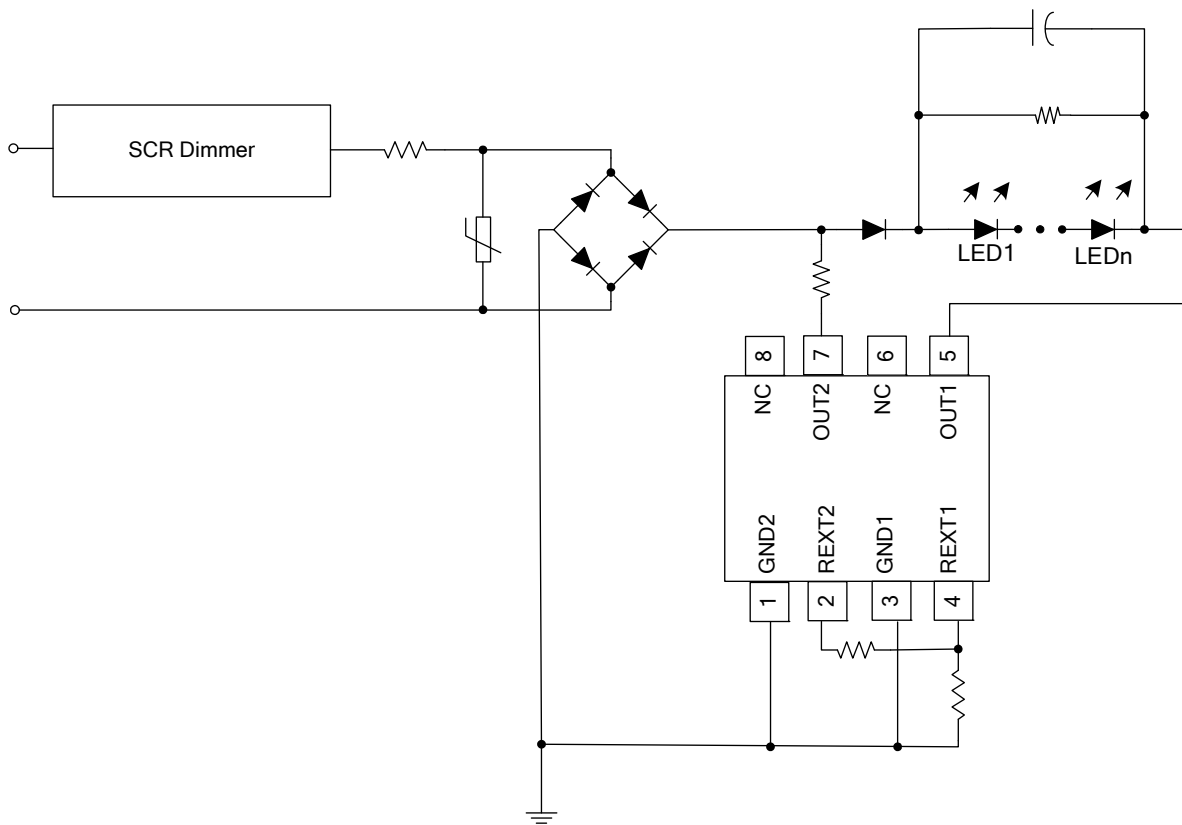 SCR Dimmer
LED1
LEDn
8
7
6
5
NC
OUT2
NC
OUT1
GND2
REXT2
GND1
REXT1
1
2
3
4